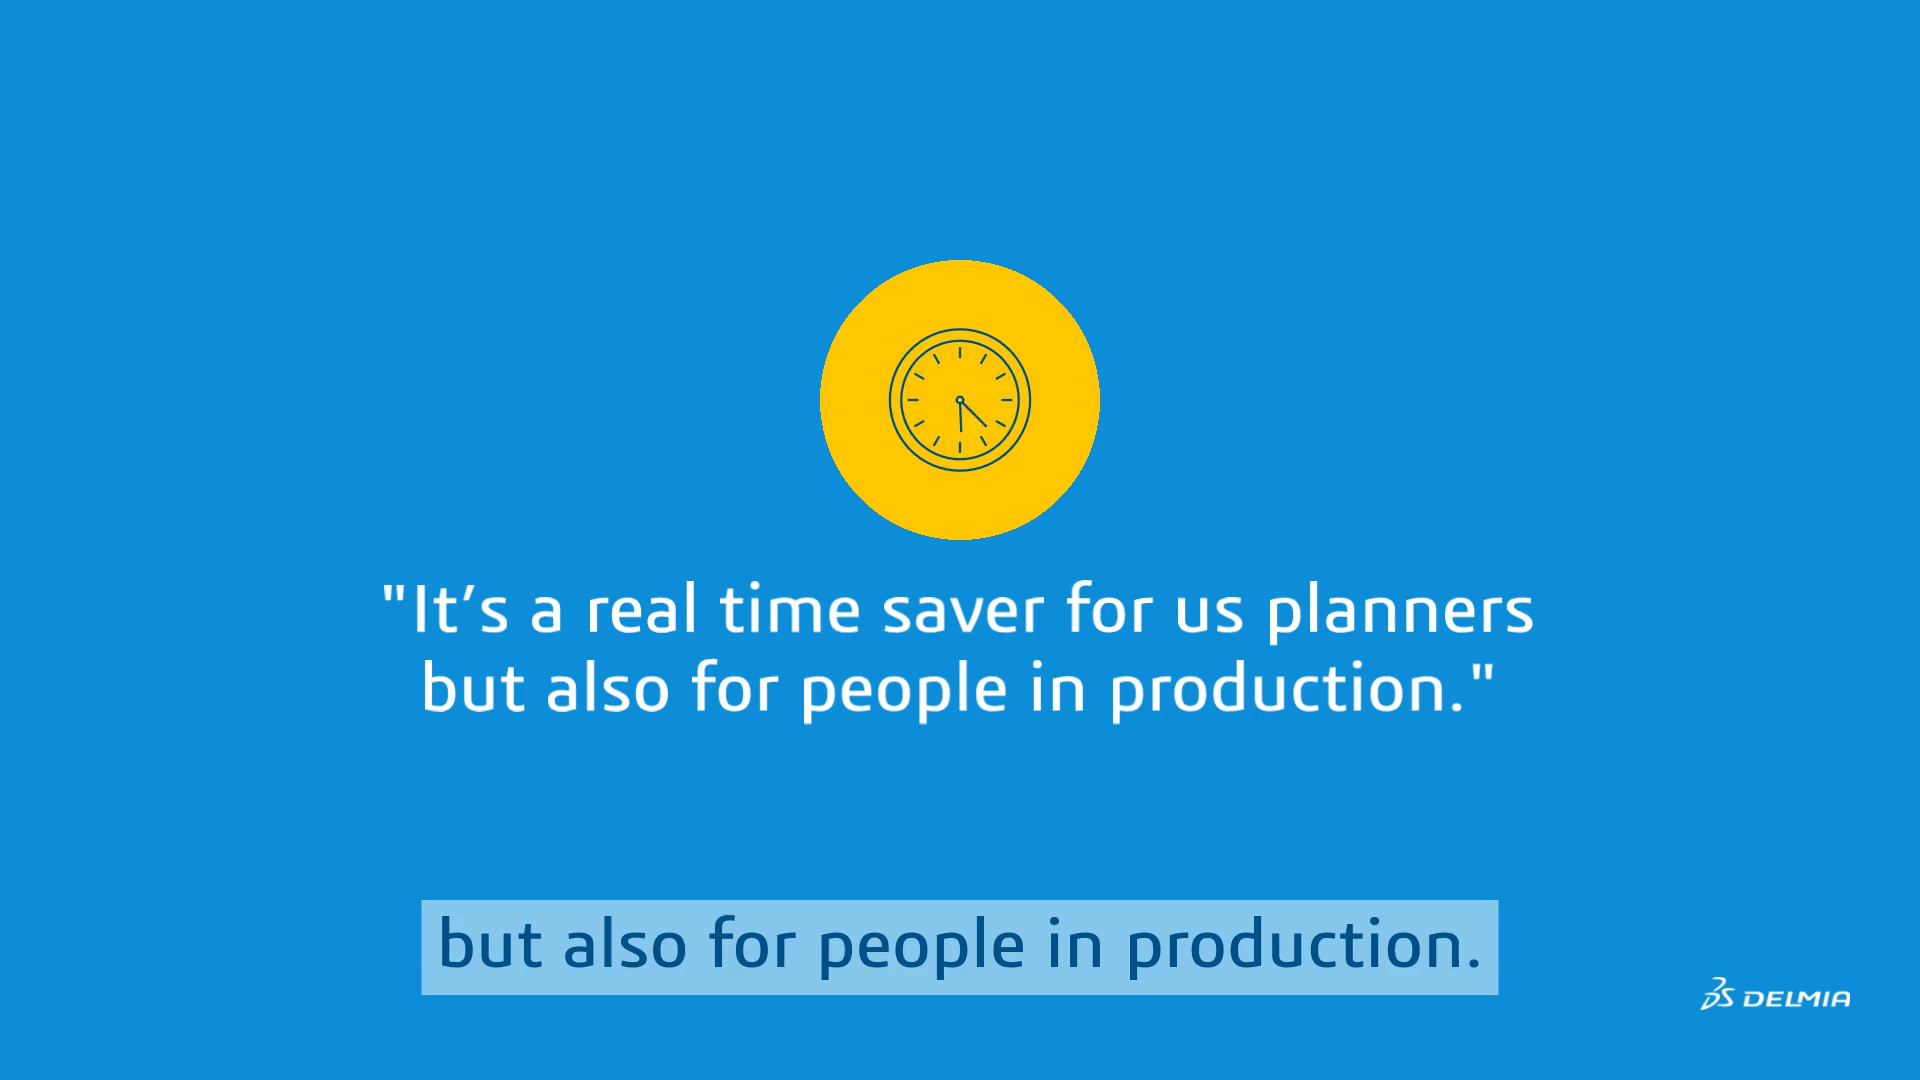 "It’s a real time saver for us planners
but also for people in production."
but also for people in production.
DS DELMIA